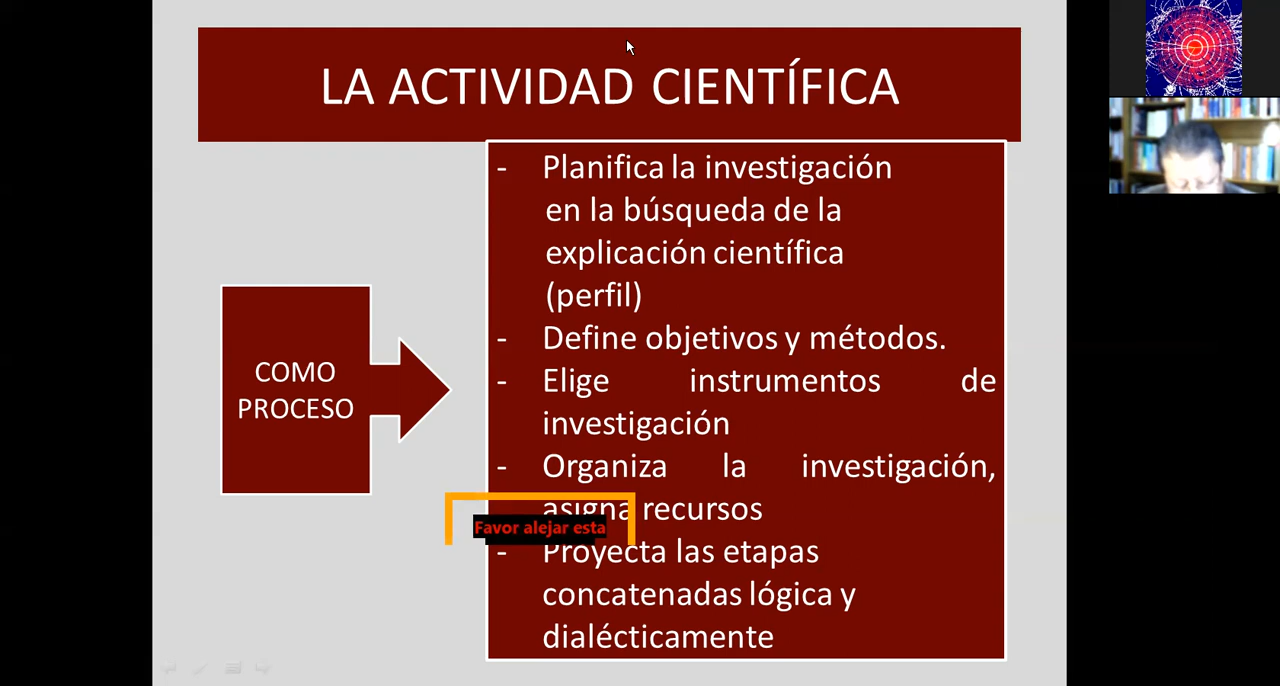 LA ACTIVIDAD CIENTÍFICA
COMO
PROCESO
- Planifica la investigación
en la búsqueda de la
explicación científica
(perfil)
- Define objetivos y métodos.
- Elige instrumentos de
investigación
- Organiza la investigación,
asigna recursos
Favor alejar esta
- Proyecta las etapas
concatenadas lógica y
dialécticamente